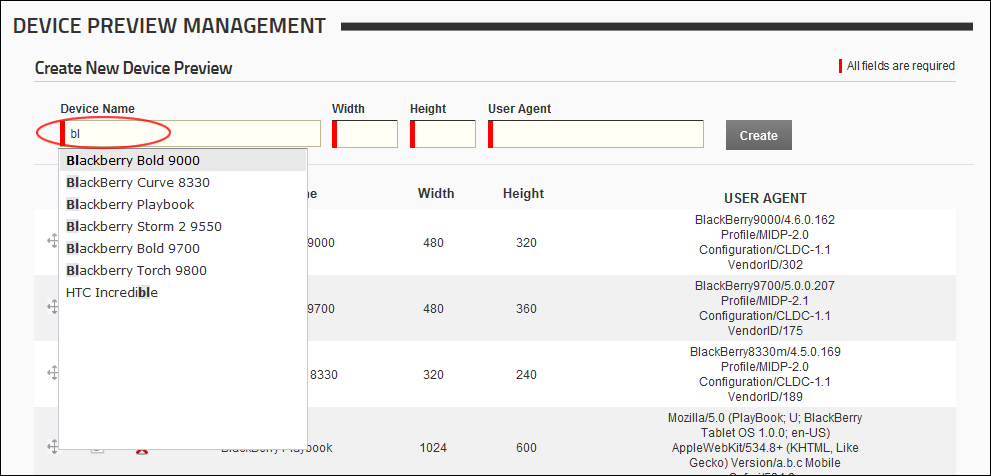 DEVICE PREVIEW MANAGEMENT
Create New Device Preview
All fields are required
Device Name
Width
Height
User Agent
bl
Create
Blackberry Bold 9000
BlackBerry Curve 8330
Blackberry Playbook
Blackberry Storm 2 9550
Blackberry Bold 9700
Blackberry Torch 9800
HTC Incredible
Width
Height
USER AGENT
9000
480
320
BlackBerry9000/4.6.0.162
Profile/MIDP-2.0
Configuration/CLDC-1.1
VendorID/302
9700
480
360
BlackBerry9700/5.0.0.207
Profile/MIDP-2.1
Configuration/CLDC-1.1
VendorID/175
8330
320
240
BlackBerry8330m/4.5.0.169
Profile/MIDP-2.0
Configuration/CLDC-1.1
VendorID/189
BlackBerry Playbook
1024
600
Mozilla/5.0 (PlayBook; U; BlackBerry
Tablet OS 1.0.0; en-US)
AppleWebKit/534.8+ (KHTML, Like
Gecko) Version/a.b.c Mobile